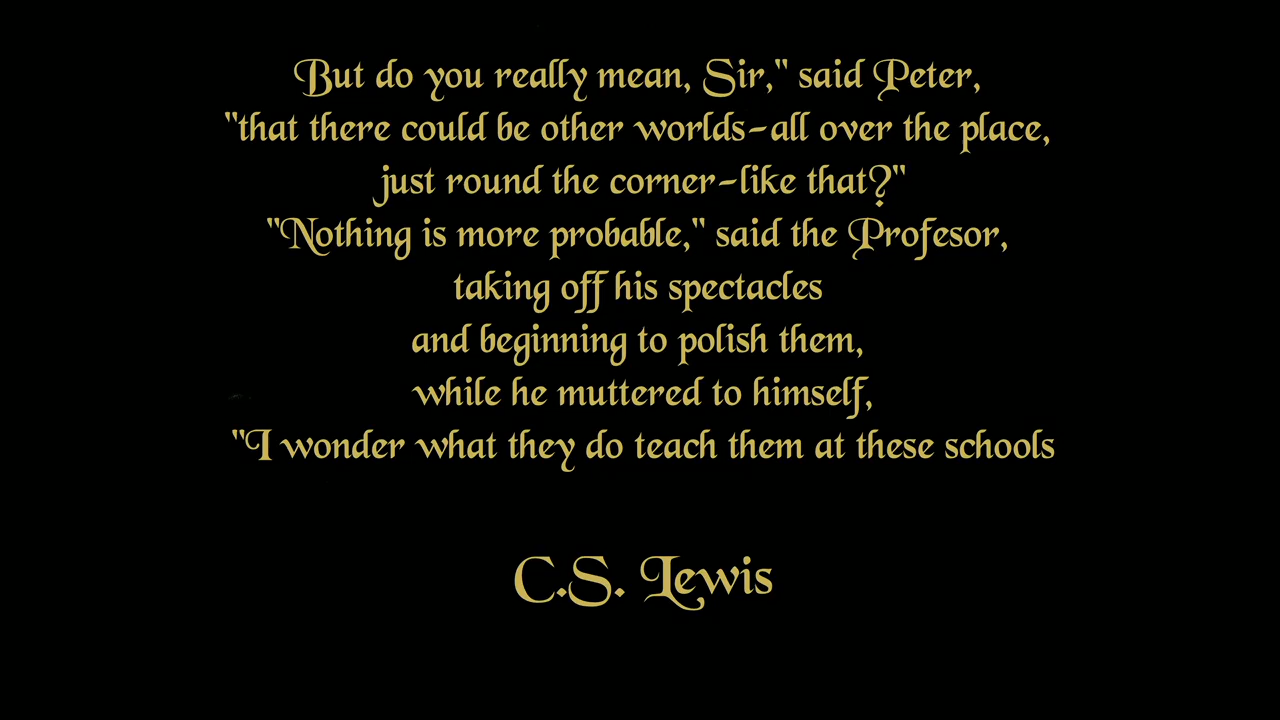 But do you really mean, Sir," said Peter,
"that there could be other worlds-all over the place,
just round the corner-like that?"
"Nothing is more probable," said the Profesor,
taking off his spectacles
and beginning to polish them,
while he muttered to himself,
"I wonder what they do teach them at these schools
C.S. Lewis